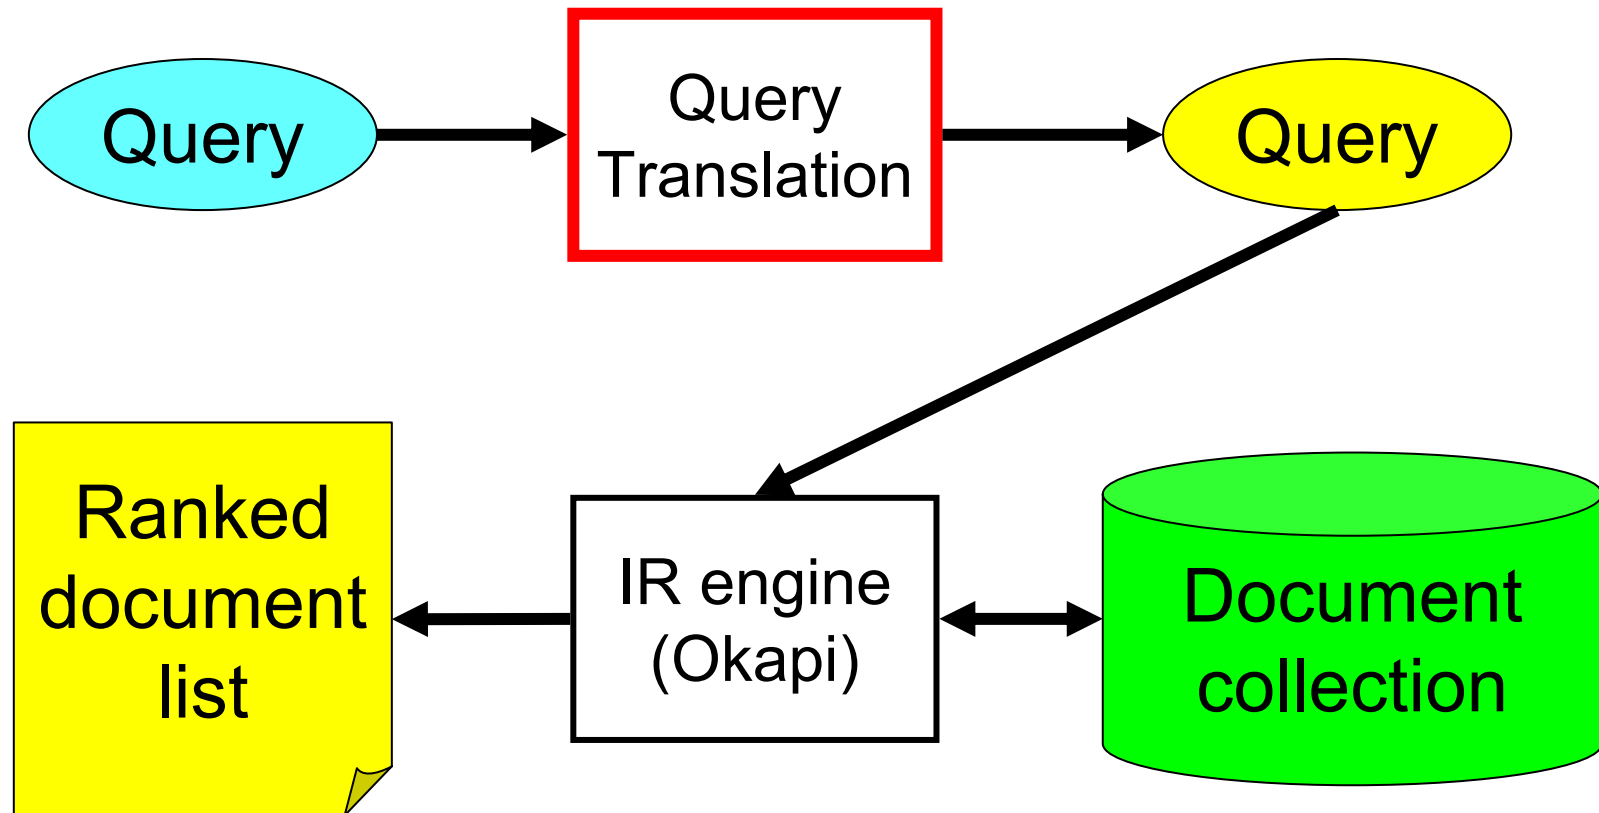 Query
Query
Translation
Query
Ranked
document
list
IR engine
(Okapi)
Document
collection